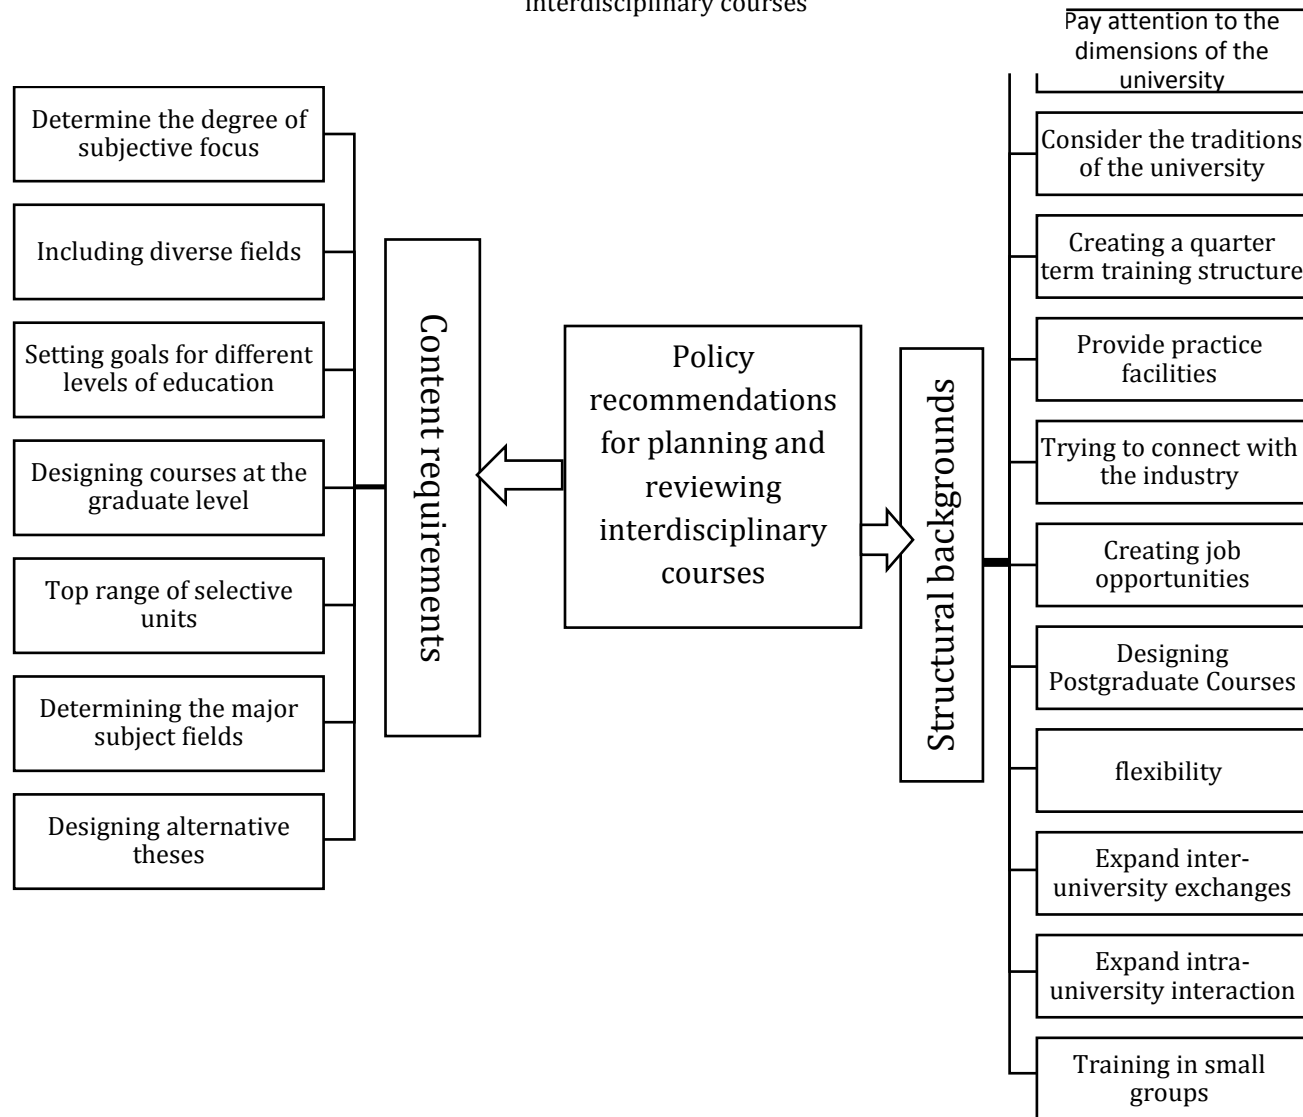 interdisciplinary courses
Determine the degree of
subjective focus
Including diverse fields
Setting goals for different
levels of education
Designing courses at the
graduate level
Top range of selective
units
Determining the major
subject fields
Designing alternative
theses
Content requirements
Policy
recommendations
for planning and
reviewing
interdisciplinary
courses
Structural backgrounds
Pay attention to the
dimensions of the
university
Consider the traditions
of the university
Creating a quarter
term training structure
Provide practice
facilities
Trying to connect with
the industry
Creating job
opportunities
Designing
Postgraduate Courses
flexibility
Expand inter-
university exchanges
Expand intra-
university interaction
Training in small
groups